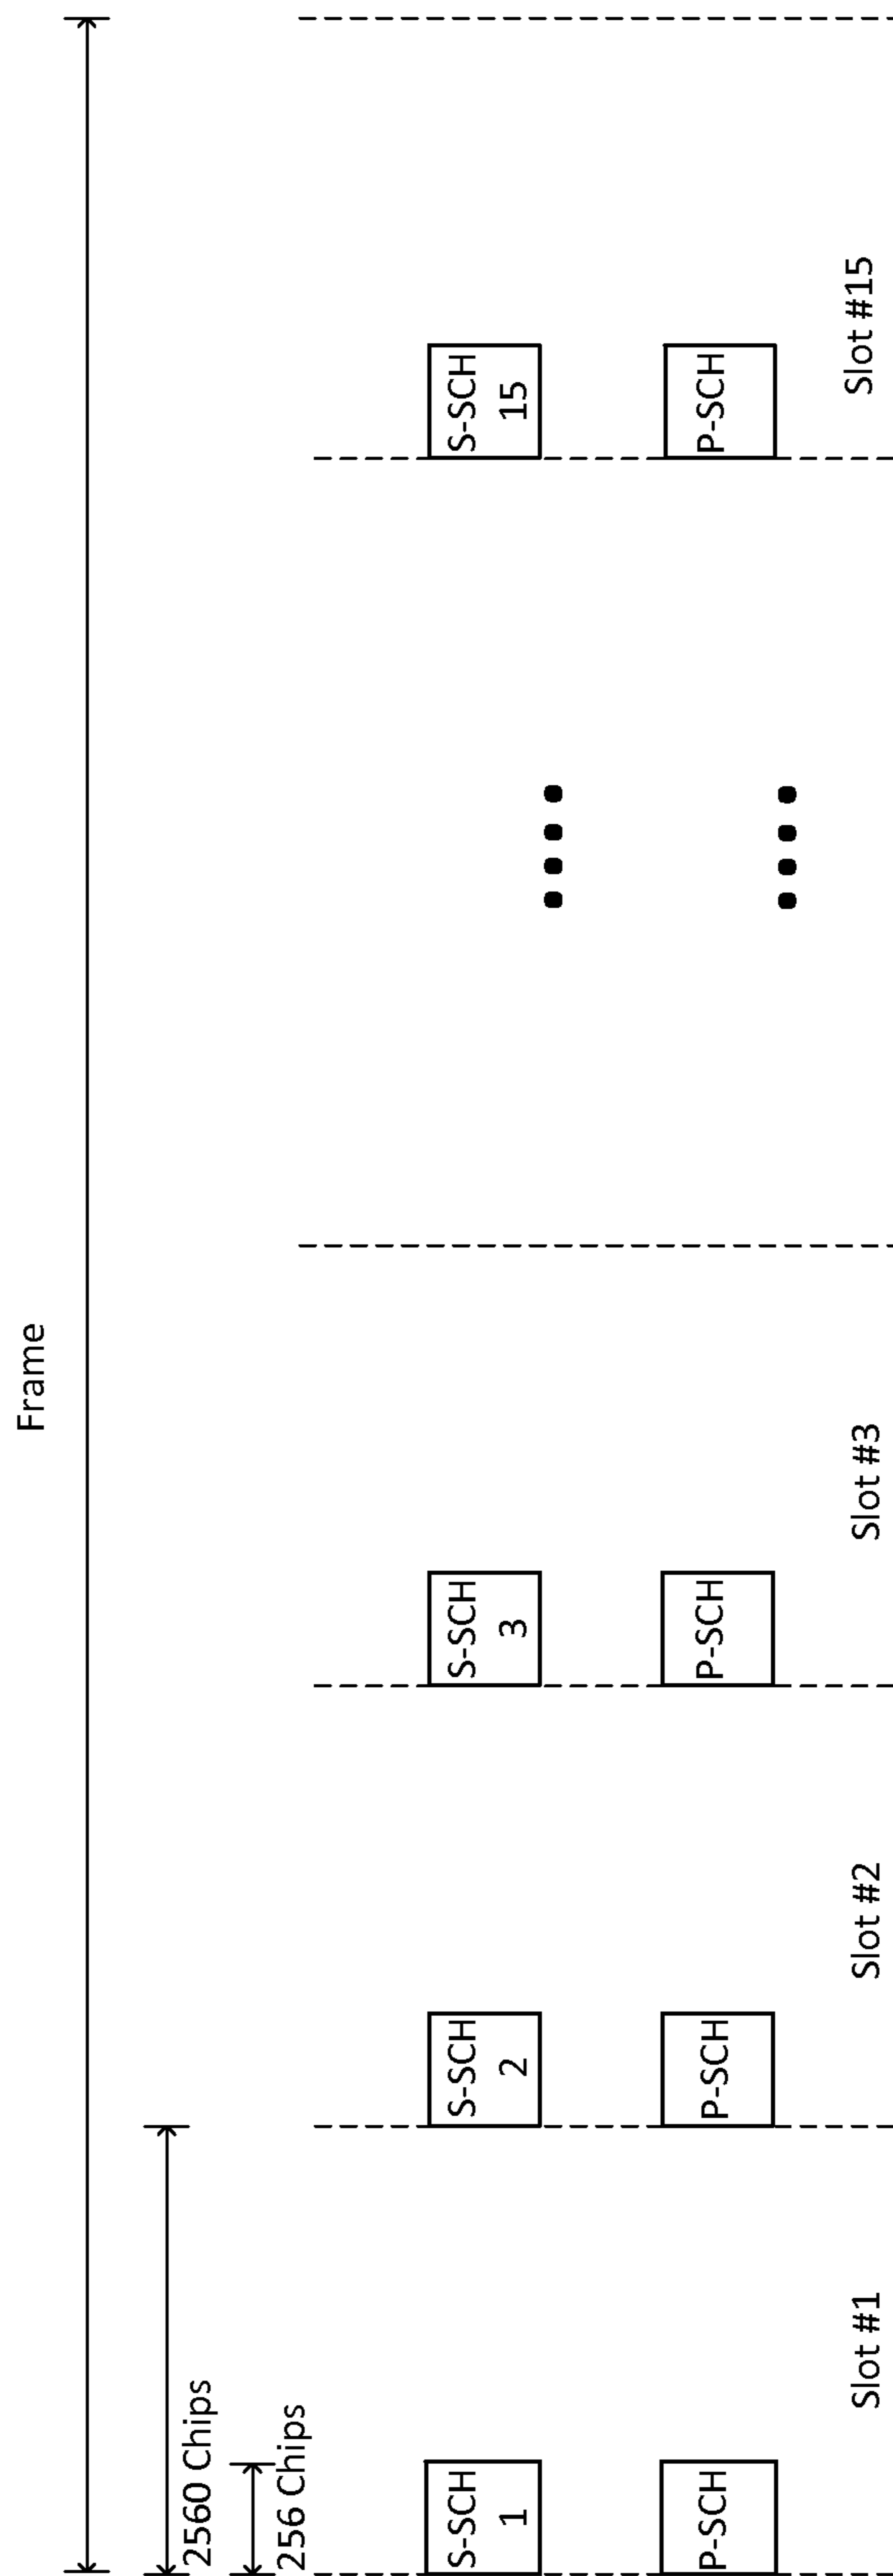 Frame
2560 Chips
256 Chips
S-SCH
1
S-SCH
2
S-SCH
3
S-SCH
15
P-SCH
P-SCH
P-SCH
P-SCH
Slot #1
Slot #2
Slot #3
Slot #15